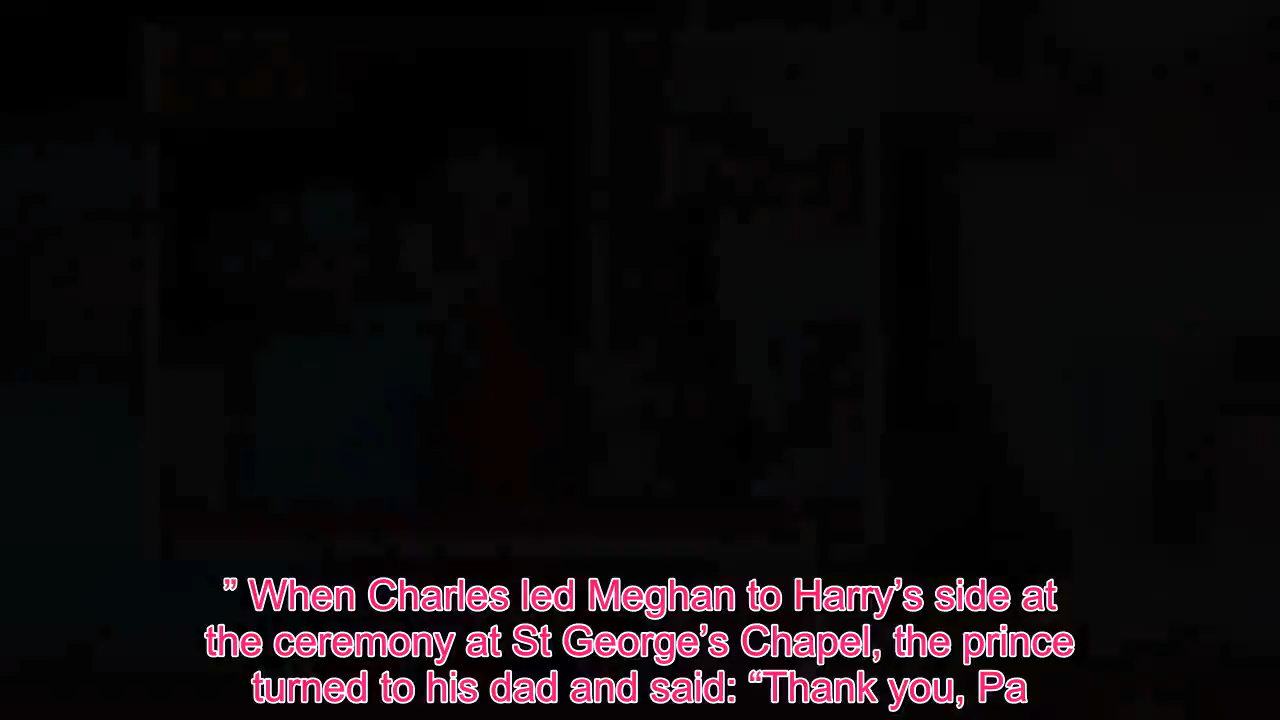 ” When Charles led Meghan to Harry’s side at
the ceremony at St George’s Chapel, the prince
turned to his dad and said: “Thank you, Pa